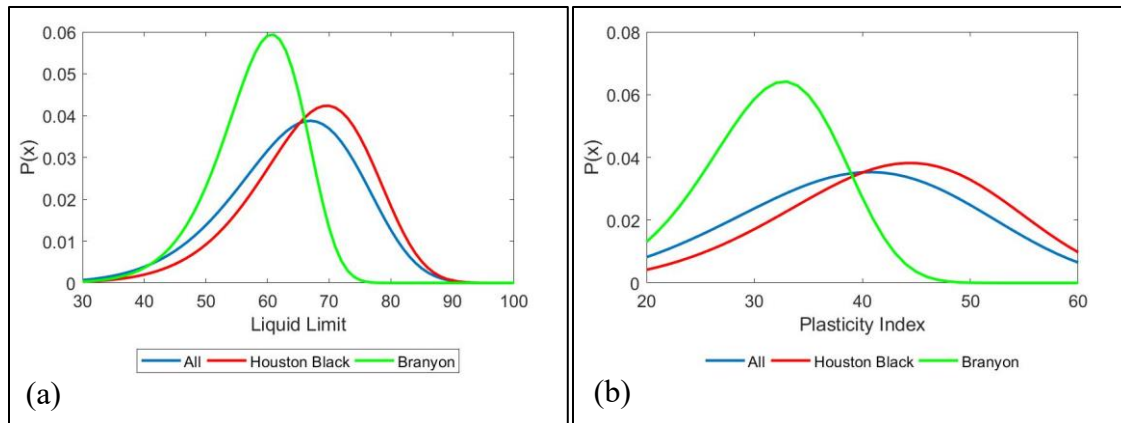 0.06
0.05
0.04
0.03
0.02
0.01
0
P(x)
30 40 50 60 70 80 90 100
Liquid Limit
All Houston Black Branyon
(a)
0.08
0.06
0.04
0.02
0
P(x)
20 30 40 50 60
Plasticity Index
All Houston Black Branyon
(b)